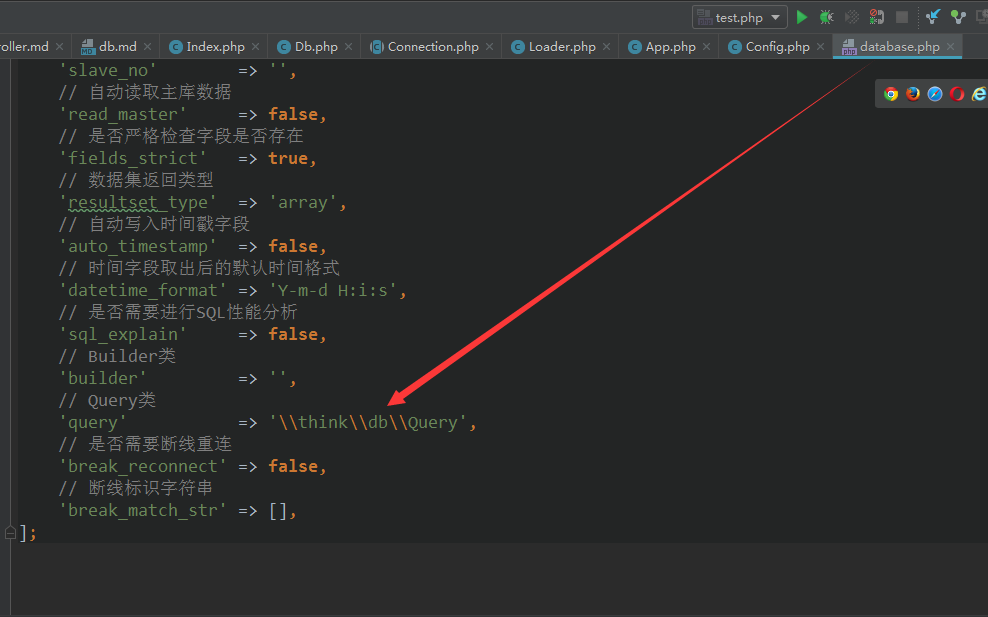 test.php
oller.md
db.md
Index.php
Db.php
Connection.php
Loader.php
App.php
Config.php
database.php
'slave_no' => '',
// 自动读取主库数据
'read_master' => false,
// 是否严格检查字段是否存在
'fields_strict' => true,
// 数据集返回类型
'resultset_type' => 'array',
// 自动写入时间戳字段
'auto_timestamp' => false,
// 时间字段取出后的默认时间格式
'datetime_format' => 'Y-m-d H:i:s',
// 是否需要进行SQL性能分析
'sql_explain' => false,
// Builder类
'builder' => '',
// Query类
'query' => '\\think\\db\\Query',
// 是否需要断线重连
'break_reconnect' => false,
// 断线标识字符串
'break_match_str' => [],
];